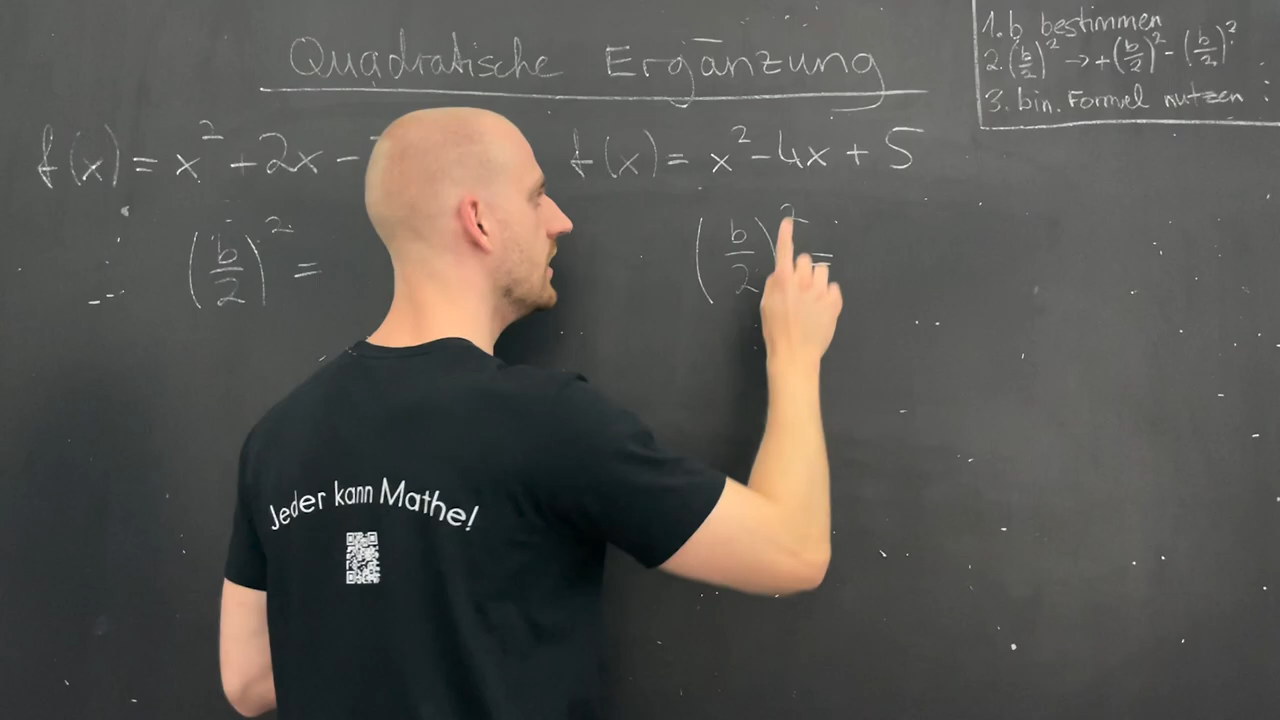 Quadratische Ergänzung
1. b bestimmen
2. (b/2)² → +(b/2)² - (b/2)²
3. bin. Formel nutzen
f(x) = x² + 2x -
f(x) = x² - 4x + 5
(b/2)² =
(b/2)² =
Jeder kann Mathe!